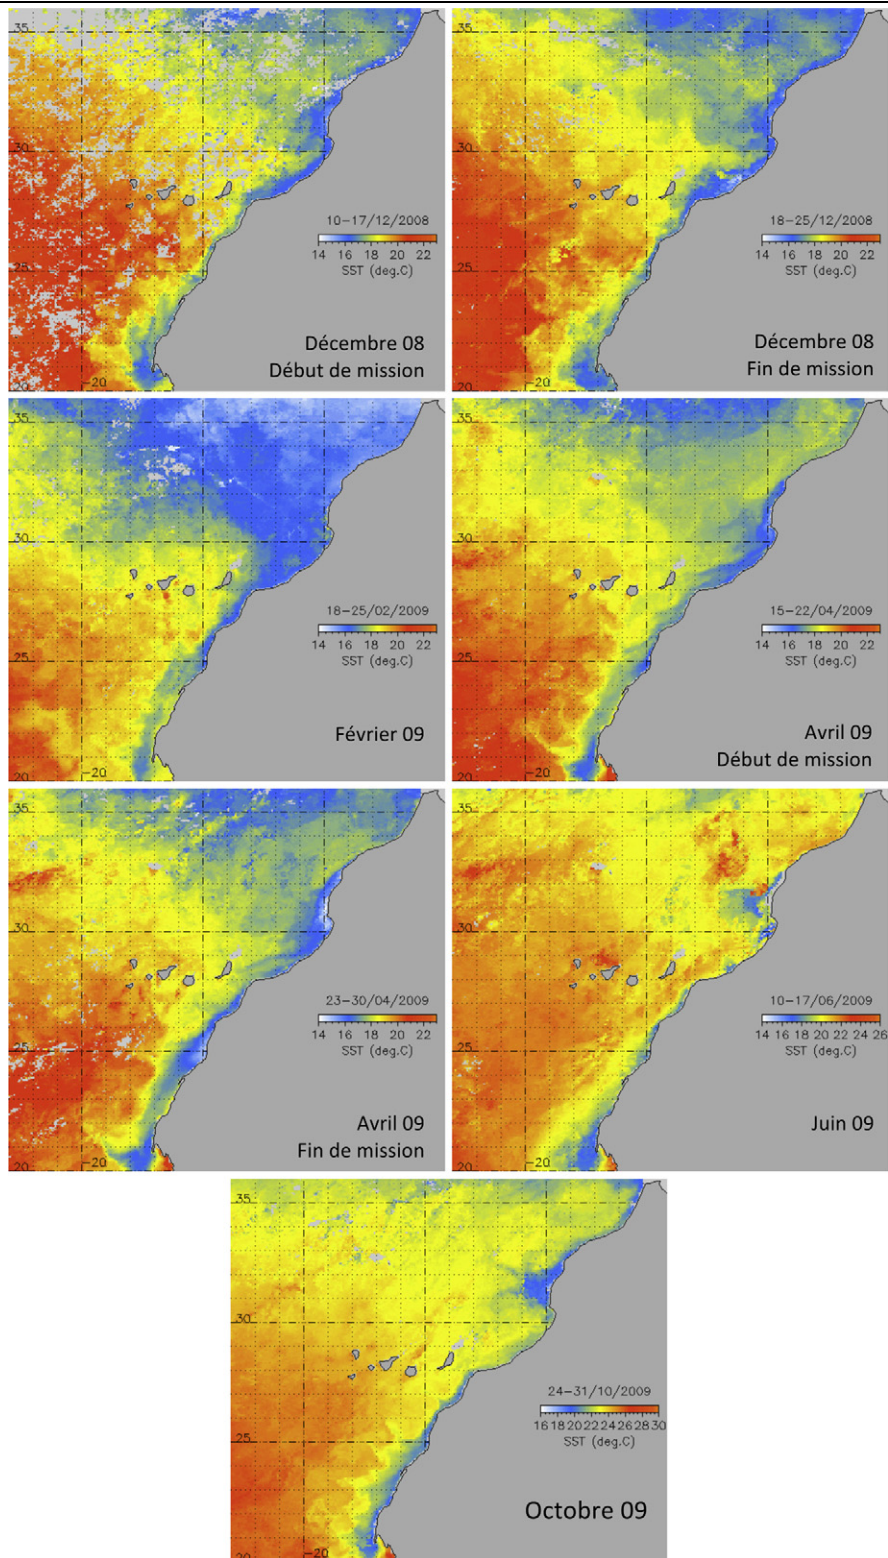 35
30
25
20
-20
10-17/12/2008
14 16 18 20 22
SST (deg.C)
Décembre 08
Début de mission
35
30
25
20
-20
18-25/12/2008
14 16 18 20 22
SST (deg.C)
Décembre 08
Fin de mission
35
30
25
20
-20
18-25/02/2009
14 16 18 20 22
SST (deg.C)
Février 09
35
30
25
20
-20
15-22/04/2009
14 16 18 20 22
SST (deg.C)
Avril 09
Début de mission
35
30
25
20
-20
23-30/04/2009
14 16 18 20 22
SST (deg.C)
Avril 09
Fin de mission
35
30
25
20
-20
10-17/06/2009
14 16 18 20 22 24 26
SST (deg.C)
Juin 09
35
30
25
20
-20
24-31/10/2009
16 18 20 22 24 26 28 30
SST (deg.C)
Octobre 09